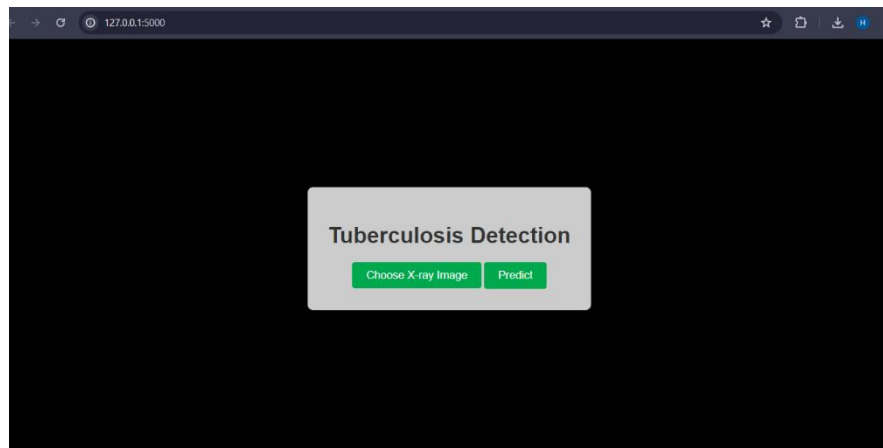 127.0.0.1:5000
H
Tuberculosis Detection
Choose X-ray Image Predict